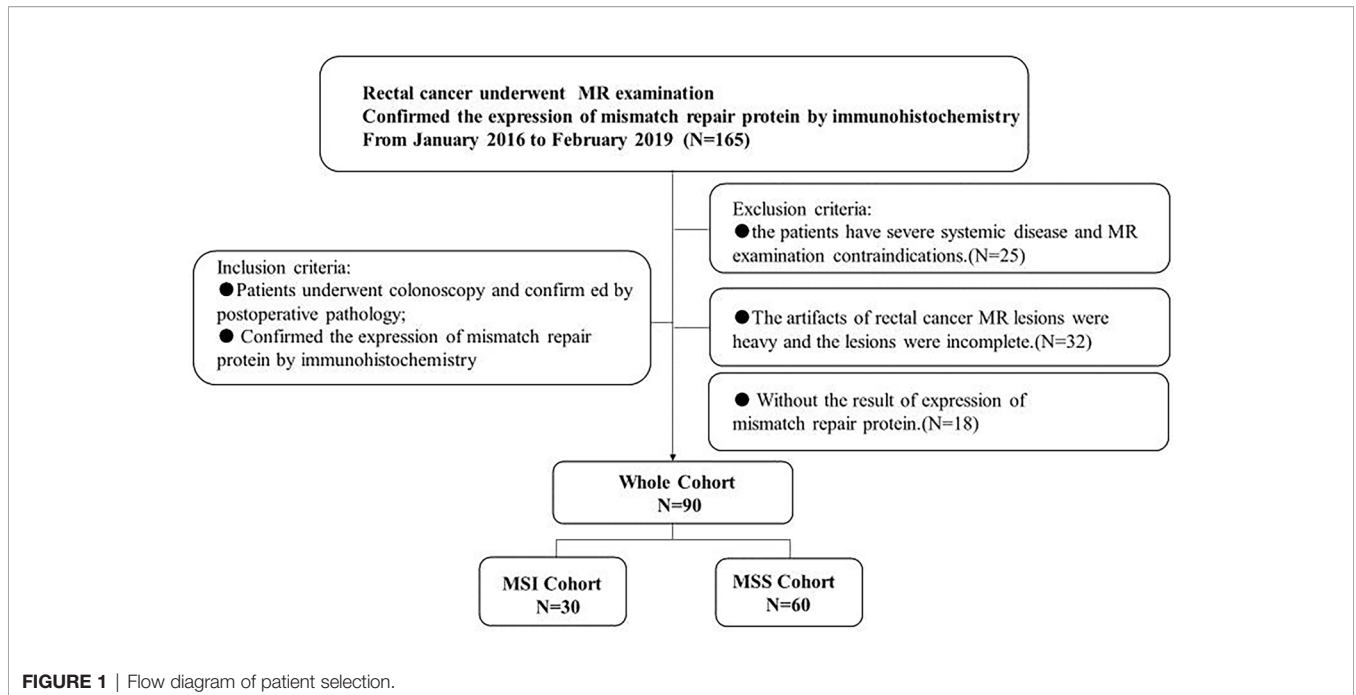 Rectal cancer underwent MR examination
Confirmed the expression of mismatch repair protein by immunohistochemistry
From January 2016 to February 2019 (N=165)
Exclusion criteria:
●the patients have severe systemic disease and MR
examination contraindications.(N=25)
Inclusion criteria:
●Patients underwent colonoscopy and confirm ed by
postoperative pathology;
● Confirmed the expression of mismatch repair
protein by immunohistochemistry
●The artifacts of rectal cancer MR lesions were
heavy and the lesions were incomplete.(N=32)
● Without the result of expression of
mismatch repair protein.(N=18)
Whole Cohort
N=90
MSI Cohort
N=30
MSS Cohort
N=60
FIGURE 1 | Flow diagram of patient selection.